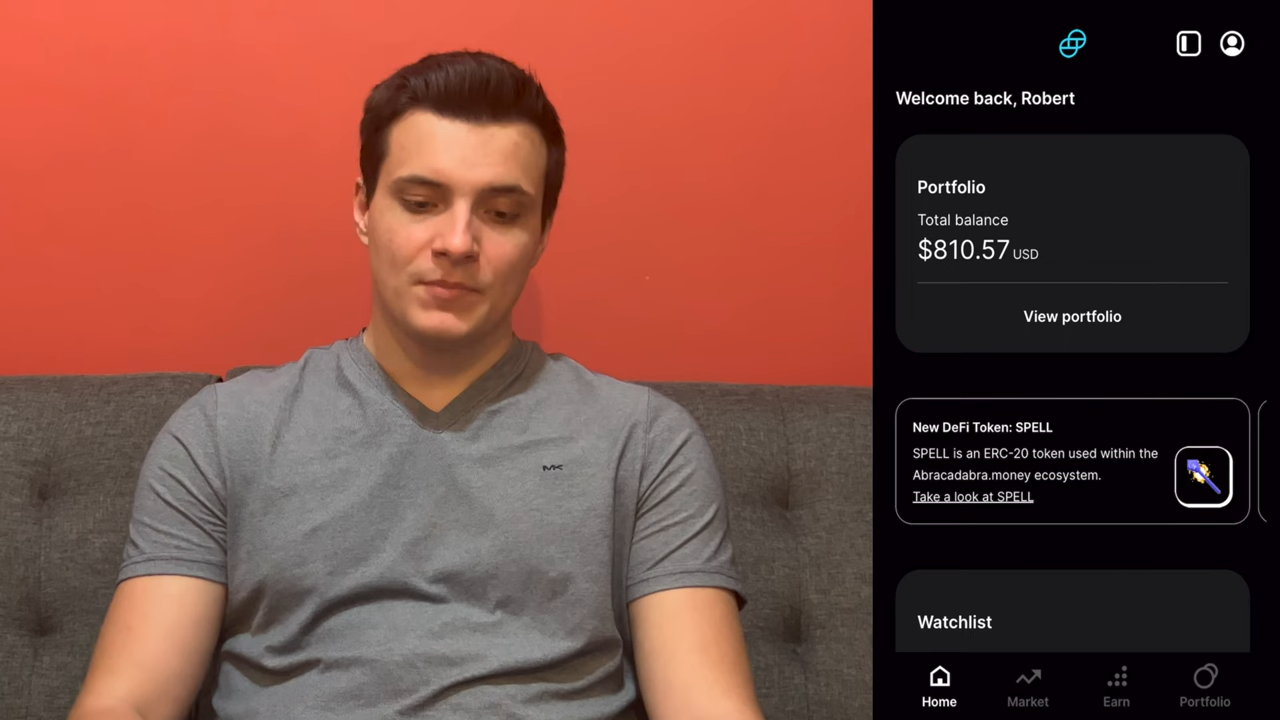 Welcome back, Robert
Portfolio
Total balance
$810.57 USD
View portfolio
New DeFi Token: SPELL
SPELL is an ERC-20 token used within the
Abracadabra.money ecosystem.
Take a look at SPELL
Watchlist
Home
Market
Earn
Portfolio
MK